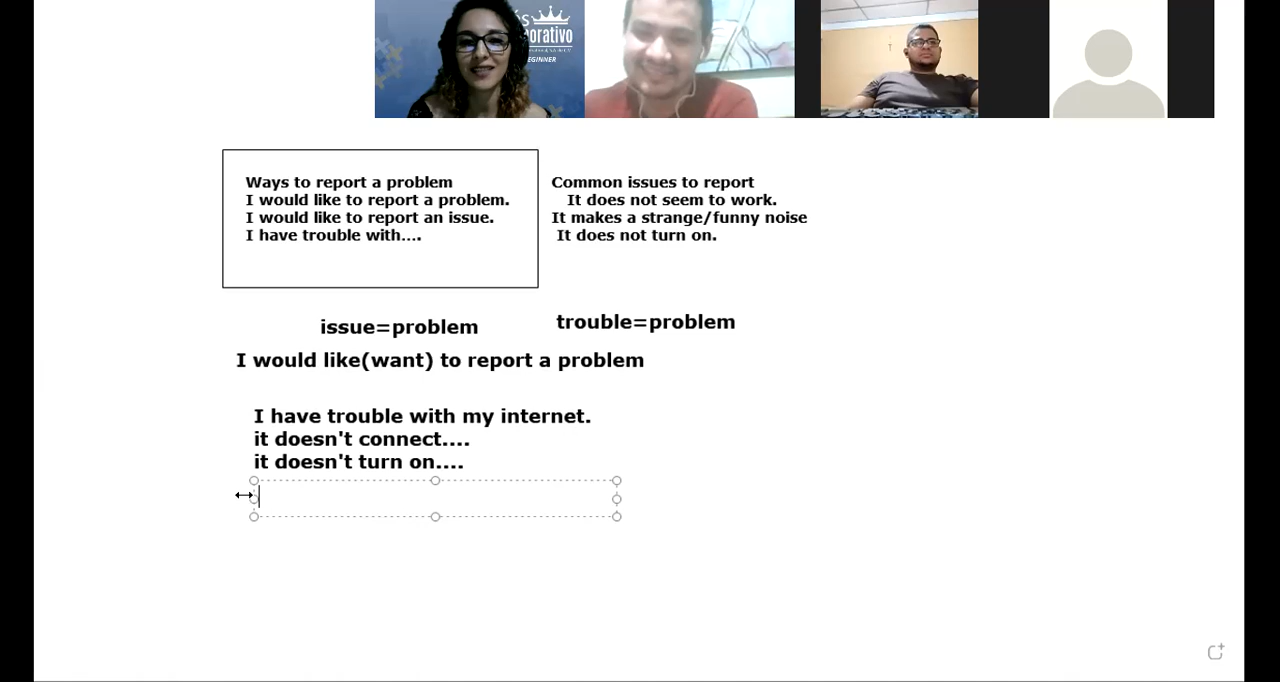 és
orativo
EGINNER
Ways to report a problem
I would like to report a problem.
I would like to report an issue.
I have trouble with....
Common issues to report
It does not seem to work.
It makes a strange/funny noise
It does not turn on.
issue=problem
trouble=problem
I would like(want) to report a problem
I have trouble with my internet.
it doesn't connect....
it doesn't turn on....